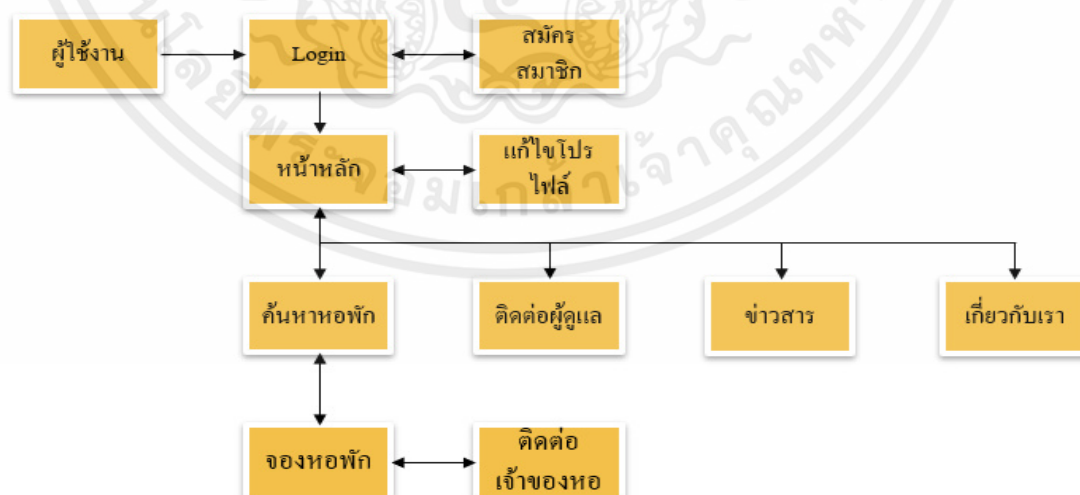 ผู้ใช้งาน
Login
สมัคร
สมาชิก
หน้าหลัก
แก้ไขโปร
ไฟล์
ค้นหาหอพัก
ติดต่อผู้ดูแล
ข่าวสาร
เกี่ยวกับเรา
จองหอพัก
ติดต่อ
เจ้าของหอ